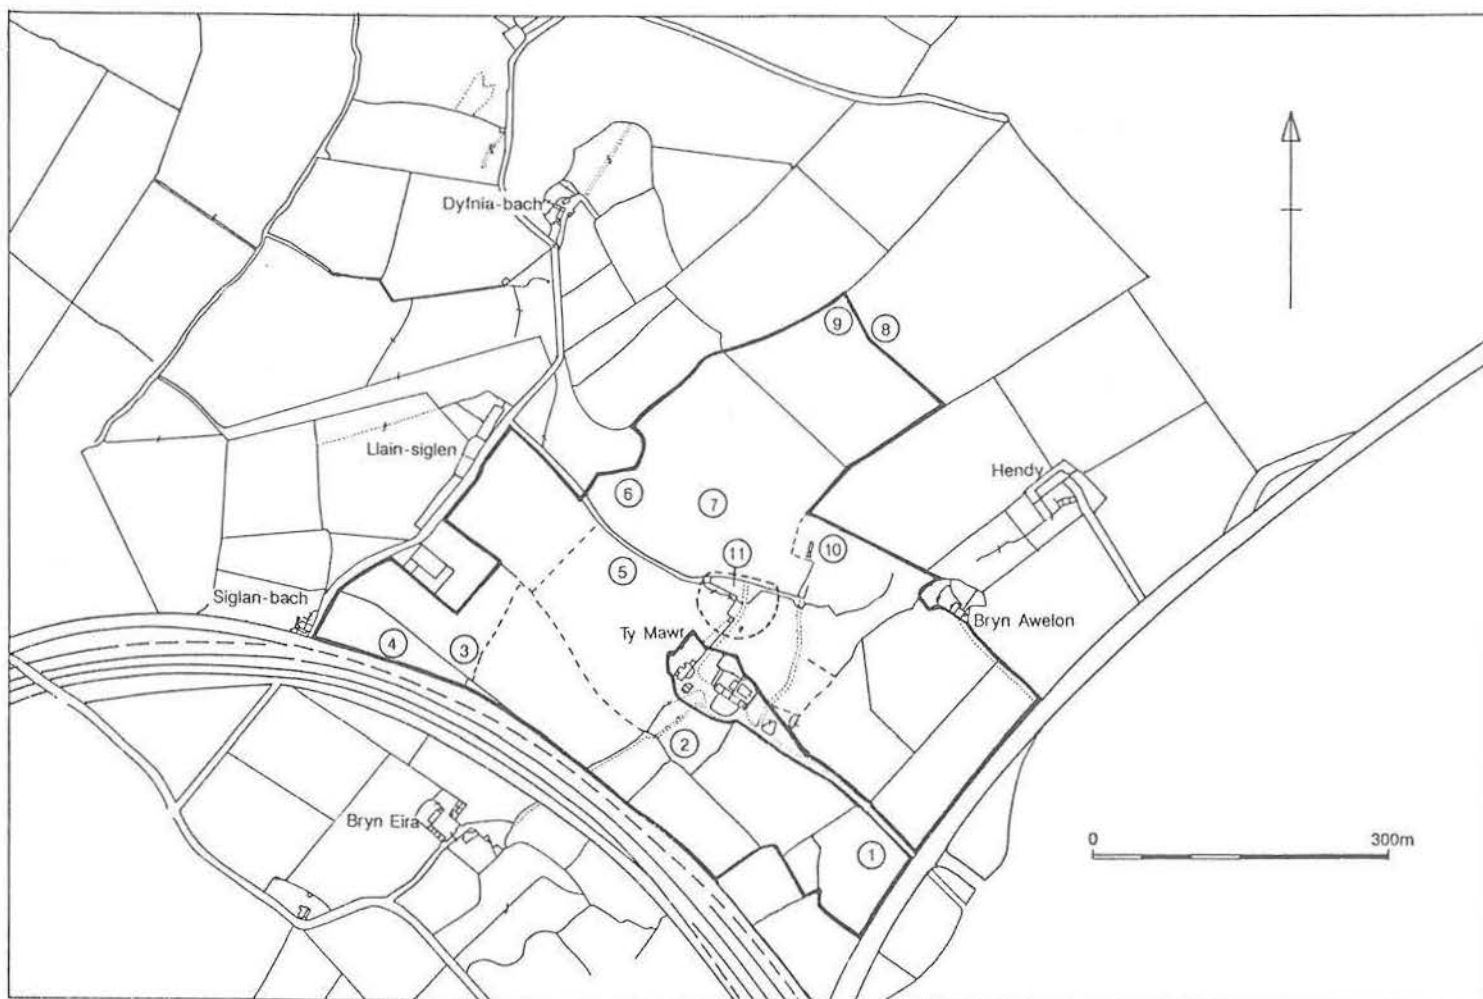 Dyfnia-bach
9
8
Llain-siglen
Hendy
6
7
11
10
5
Siglan-bach
Ty Mawr
Bryn Awelon
4
3
2
Bryn Eira
1
0
300m